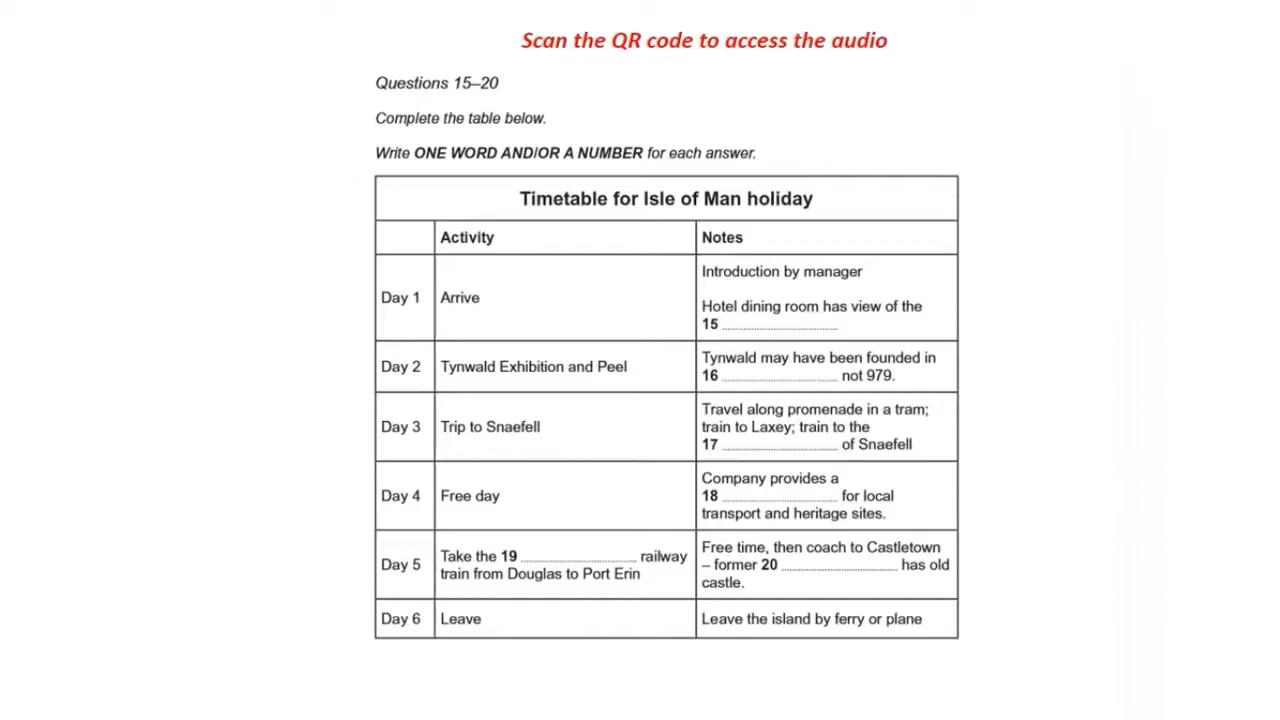 Scan the QR code to access the audio
Questions 15–20
Complete the table below.
Write ONE WORD AND/OR A NUMBER for each answer.
Timetable for Isle of Man holiday
Activity
Notes
Day 1
Arrive
Introduction by manager
Hotel dining room has view of the
15 ........................................
Day 2
Tynwald Exhibition and Peel
Tynwald may have been founded in
16 ........................................ not 979.
Day 3
Trip to Snaefell
Travel along promenade in a tram;
train to Laxey; train to the
17 ........................................ of Snaefell
Day 4
Free day
Company provides a
18 ........................................ for local
transport and heritage sites.
Day 5
Take the 19 ........................................ railway
train from Douglas to Port Erin
Free time, then coach to Castletown
– former 20 ........................................ has old
castle.
Day 6
Leave
Leave the island by ferry or plane